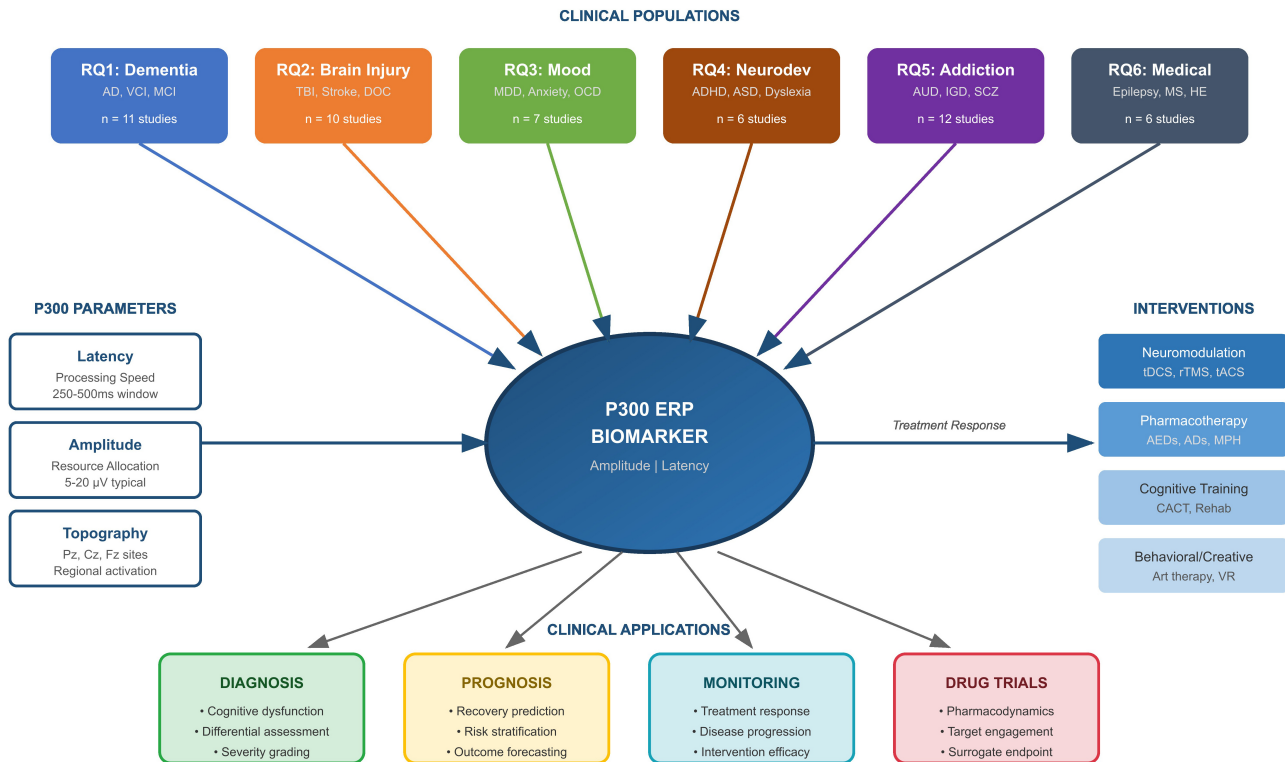 CLINICAL POPULATIONS
RQ1: Dementia
AD, VCI, MCI
n = 11 studies
RQ2: Brain Injury
TBI, Stroke, DOC
n = 10 studies
RQ3: Mood
MDD, Anxiety, OCD
n = 7 studies
RQ4: Neurodev
ADHD, ASD, Dyslexia
n = 6 studies
RQ5: Addiction
AUD, IGD, SCZ
n = 12 studies
RQ6: Medical
Epilepsy, MS, HE
n = 6 studies
P300 PARAMETERS
Latency
Processing Speed
250-500ms window
Amplitude
Resource Allocation
5-20 μV typical
Topography
Pz, Cz, Fz sites
Regional activation
P300 ERP
BIOMARKER
Amplitude | Latency
Treatment Response
INTERVENTIONS
Neuromodulation
tDCS, rTMS, tACS
Pharmacotherapy
AEDs, ADs, MPH
Cognitive Training
CACT, Rehab
Behavioral/Creative
Art therapy, VR
CLINICAL APPLICATIONS
DIAGNOSIS
• Cognitive dysfunction
• Differential assessment
• Severity grading
PROGNOSIS
• Recovery prediction
• Risk stratification
• Outcome forecasting
MONITORING
• Treatment response
• Disease progression
• Intervention efficacy
DRUG TRIALS
• Pharmacodynamics
• Target engagement
• Surrogate endpoint